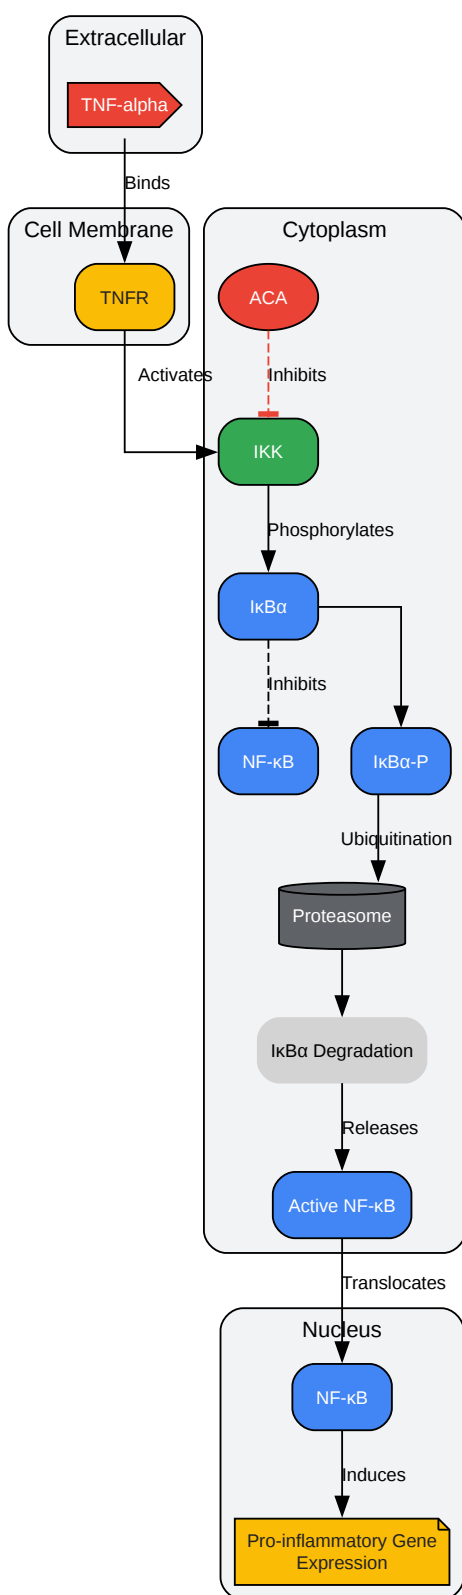 Extracellular
TNF-alpha
Binds
Cell Membrane
Cytoplasm
TNFR
ACA
Activates
Inhibits
IKK
Phosphorylates
IκBα
Inhibits
NF-κB
IκBα-P
Ubiquitination
Proteasome
IκBα Degradation
Releases
Active NF-κB
Translocates
Nucleus
NF-κB
Induces
Pro-inflammatory Gene
Expression